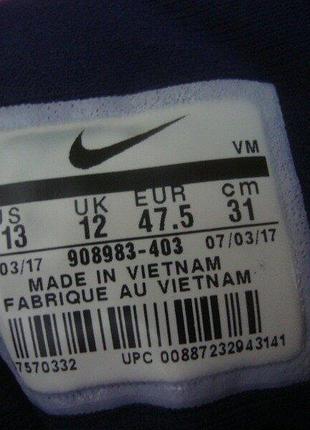 VM
US UK EUR cm
13 12 47.5 31
03/17 908983-403 07/03/17
MADE IN VIETNAM
FABRIQUE AU VIETNAM
7570332 UPC 00887232943141